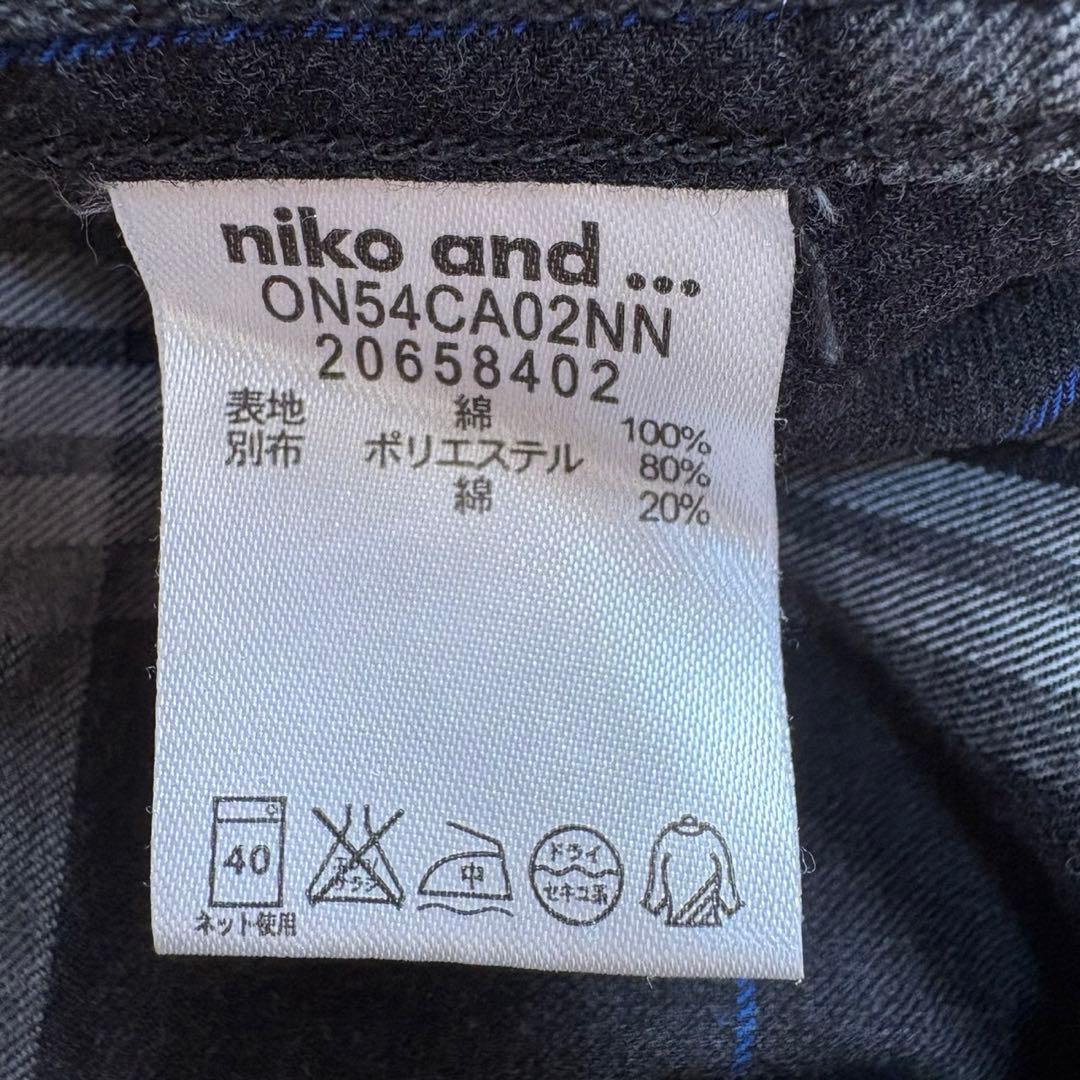 niko and ...
ON54CA02NN
20658402
表地 綿 100%
別布 ポリエステル 80%
綿 20%
40
中
ドライ
セキユ系
ネット使用